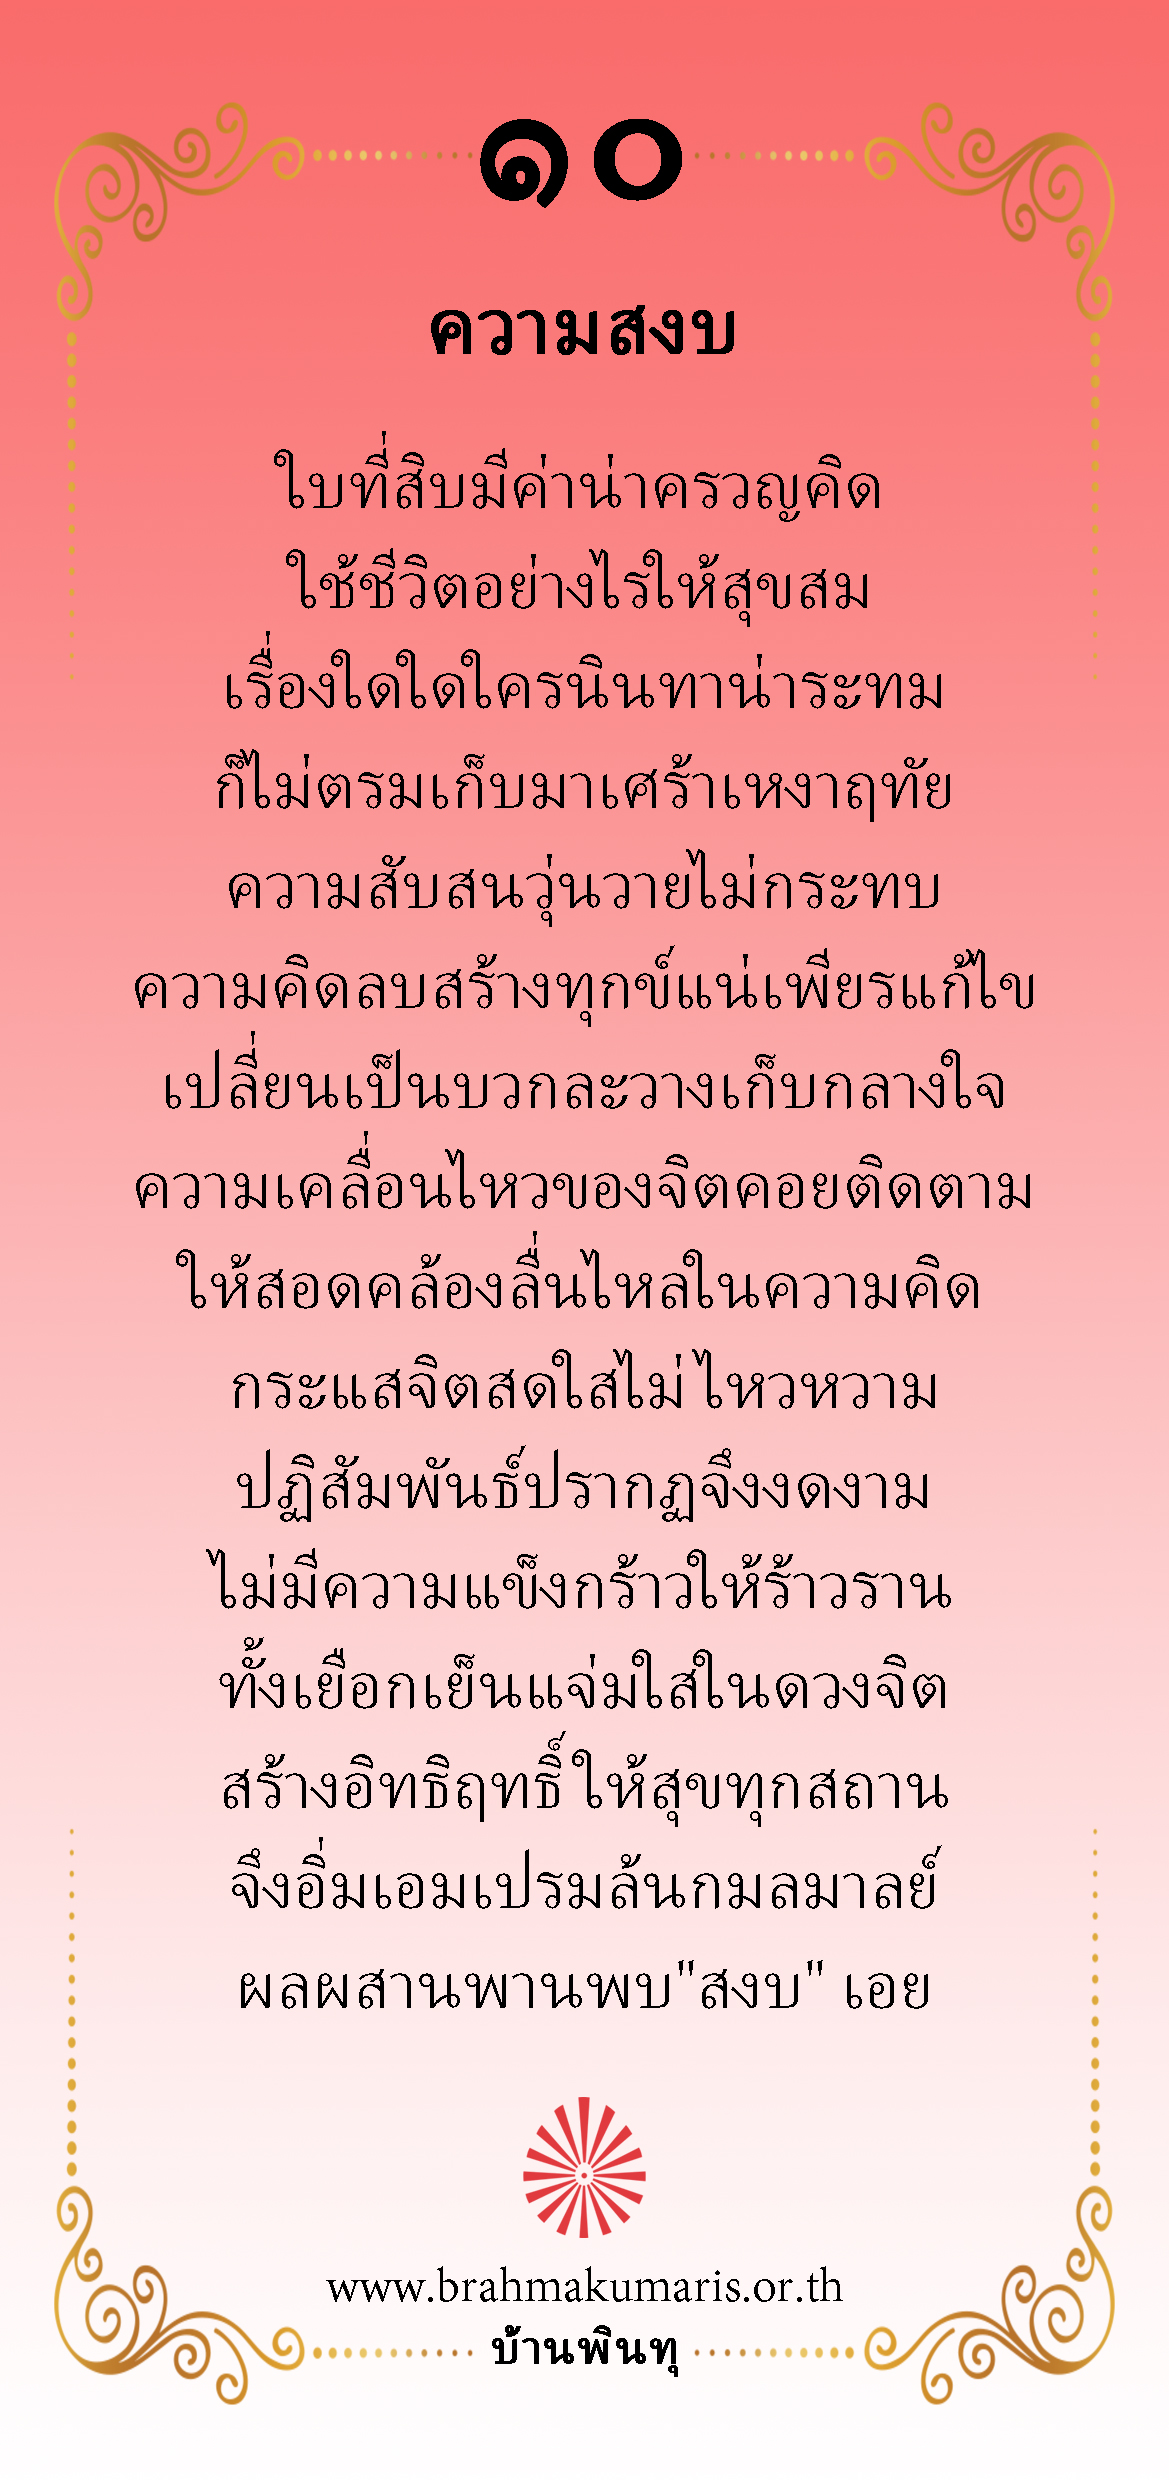 ๑๐
ความสงบ
ใบที่สิบมีค่าน่าครวญคิด
ใช้ชีวิตอย่างไรให้สุขสม
เรื่องใดใดใครนินทาน่าระทม
ก็ไม่ตรมเก็บมาเศร้าเหงาฤทัย
ความสับสนวุ่นวายไม่กระทบ
ความคิดลบสร้างทุกข์แน่เพียรแก้ไข
เปลี่ยนเป็นบวกละวางเก็บกลางใจ
ความเคลื่อนไหวของจิตคอยติดตาม
ให้สอดคล้องลื่นไหลในความคิด
กระแสจิตสดใสไม่ไหวหวาม
ปฏิสัมพันธ์ปรากฏจึงงดงาม
ไม่มีความแข็งกร้าวให้ร้าวราน
ทั้งเยือกเย็นแจ่มใสในดวงจิต
สร้างอิทธิฤทธิ์ให้สุขทุกสถาน
จึงอิ่มเอมเปรมล้นกมลมาลย์
ผลผสานพานพบ"สงบ" เอย
www.brahmakumaris.or.th
บ้านพินทุ